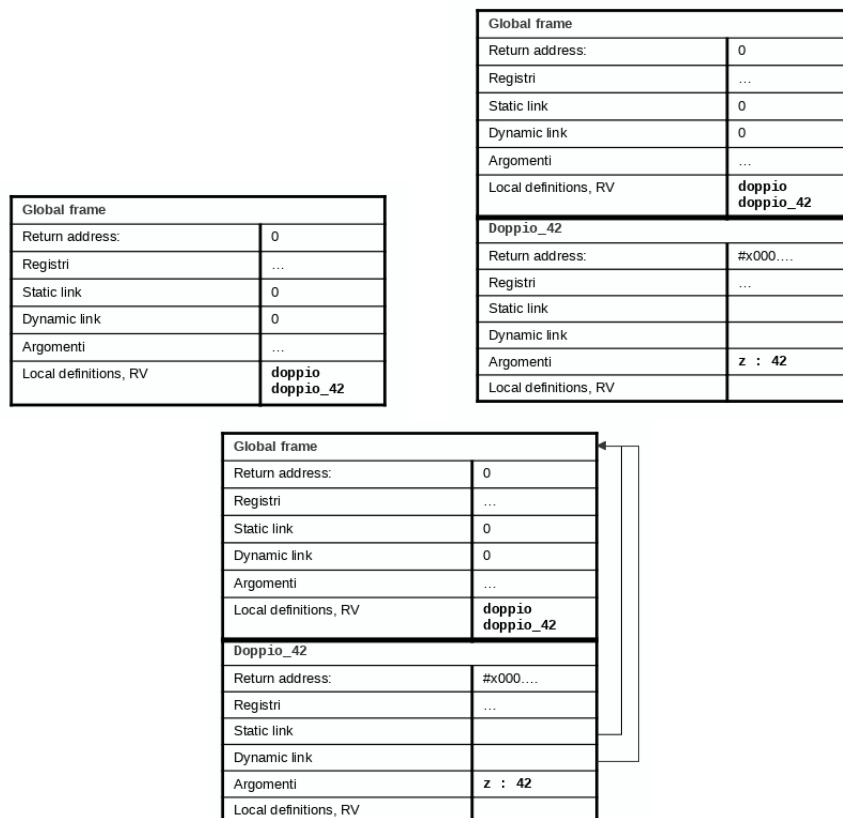 Global frame
Return address: 0
Registri ...
Static link 0
Dynamic link 0
Argomenti ...
Local definitions, RV doppio
doppio_42
Global frame
Return address: 0
Registri ...
Static link 0
Dynamic link 0
Argomenti ...
Local definitions, RV doppio
doppio_42
Doppio_42
Return address: #x000....
Registri ...
Static link
Dynamic link
Argomenti z : 42
Local definitions, RV
Global frame
Return address: 0
Registri ...
Static link 0
Dynamic link 0
Argomenti ...
Local definitions, RV doppio
doppio_42
Doppio_42
Return address: #x000....
Registri ...
Static link
Dynamic link
Argomenti z : 42
Local definitions, RV